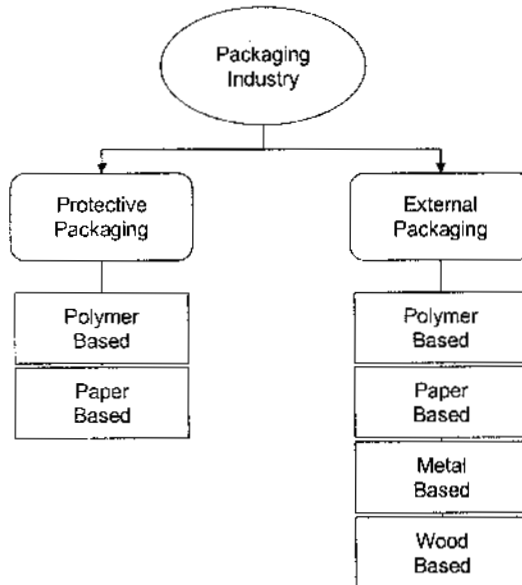 Packaging
Industry
Protective
Packaging
External
Packaging
Polymer
Based
Paper
Based
Polymer
Based
Paper
Based
Metal
Based
Wood
Based